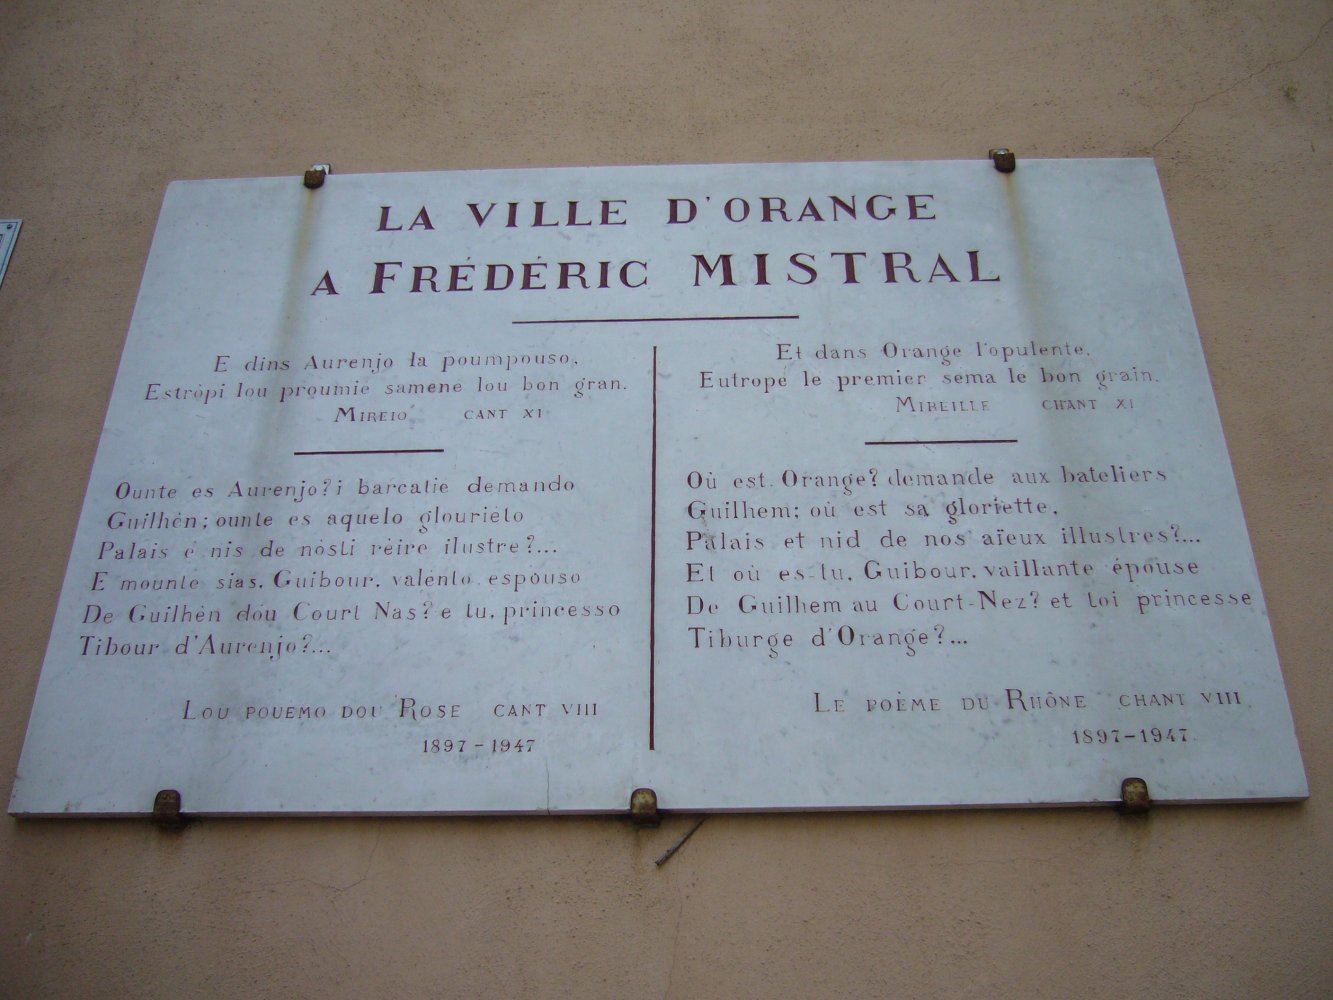 LA VILLE D'ORANGE
A FRÉDÉRIC MISTRAL
E dins Aurenjo la poumpouso,
Estròpi lou proumié samenè lou bon gran.
MIREIO CANT XI
Ounte es Aurenjo? i barcatié demando
Guilhèn; ounte es aquelo glourieto
Palais e nis de nòsti rèire ilustre?...
E mounte sias, Guibour, valènto espouso
De Guilhèn dou Court Nas? e tu, princesso
Tibour d'Aurenjo?...
LOU POUEMO DOU ROSE CANT VIII
1897-1947
Et dans Orange l'opulente,
Eutrope le premier sema le bon grain.
MIREILLE CHANT XI
Où est Orange? demande aux bateliers
Guilhem; où est sa gloriette,
Palais et nid de nos aïeux illustres?...
Et où es-tu, Guibour, vaillante épouse
De Guilhem au Court-Nez? et toi princesse
Tiburge d'Orange?...
LE POÈME DU RHÔNE CHANT VIII
1897-1947